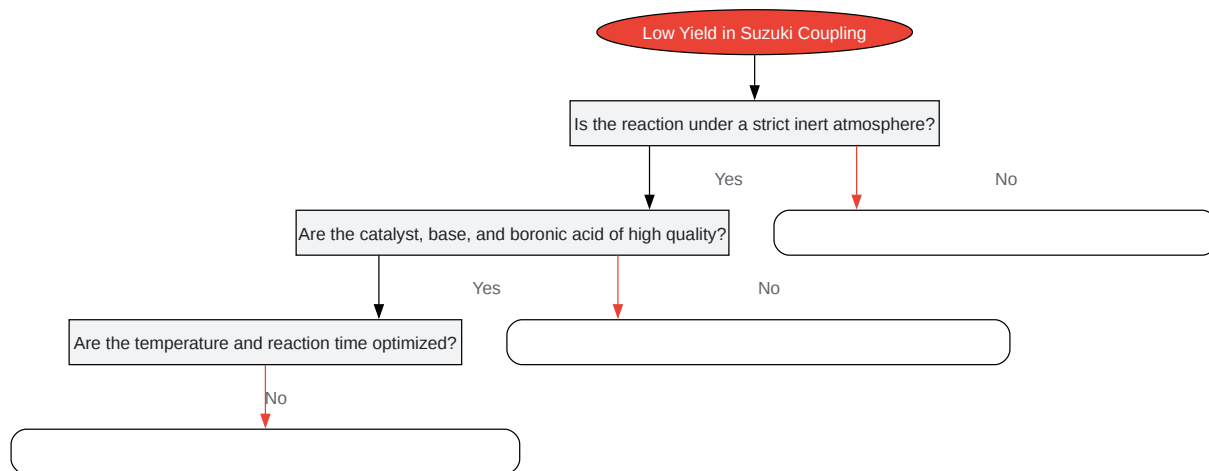 Low Yield in Suzuki Coupling
Is the reaction under a strict inert atmosphere?
Yes
No
Are the catalyst, base, and boronic acid of high quality?
Yes
No
Are the temperature and reaction time optimized?
No